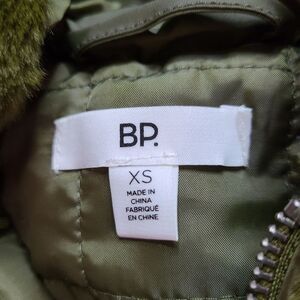 BP.
XS
MADE IN
CHINA
FABRIQUÉ
EN CHINE